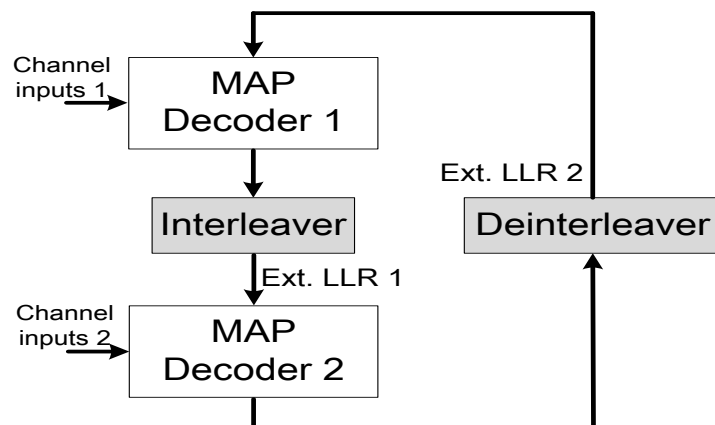 Channel
inputs 1
MAP
Decoder 1
Ext. LLR 2
Interleaver
Deinterleaver
Ext. LLR 1
Channel
inputs 2
MAP
Decoder 2